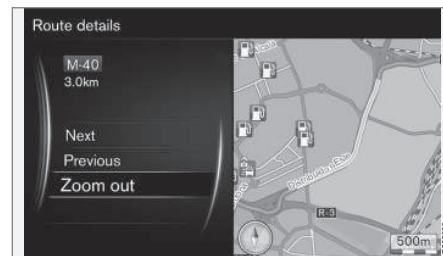 Route details
M-40
3.0km
Next
Previous
Zoom out
R-3
500m